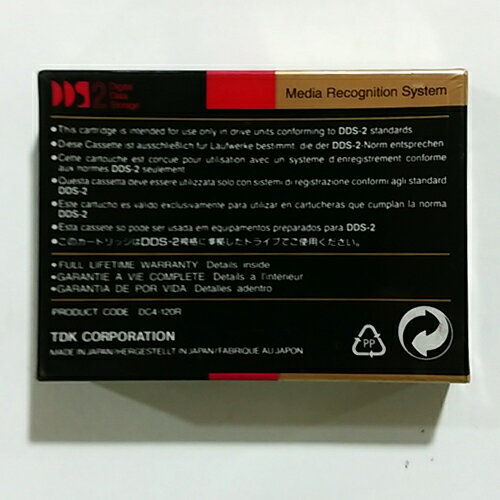 DDS2 Digital Data Storage
Media Recognition System
●This cartridge is intended for use only in drive units conforming to DDS-2 standards
●Diese Cassette ist ausschließlich für Laufwerke bestimmt, die der DDS-2-Norm entsprechen
●Cette cartouche est conçue pour utilisation avec un système d'enregistrement conforme
aux normes DDS-2 seulement
●Questa cassetta deve essere utilizzata solo con sistemi di registrazione conformi agli standard
DDS-2
●Este cartucho es válido exclusivamente para utilizar en cartucheras que cumplan la norma
DDS-2
●Esta cassete so pode ser usada em equipamentos preparados para DDS-2
●このカートリッジはDDS-2規格に準拠したドライブでご使用ください。
●FULL LIFETIME WARRANTY Details inside
●GARANTIE A VIE COMPLETE Details à l'intérieur
●GARANTIA DE POR VIDA Detalles adentro
PRODUCT CODE DC4-120R
TDK CORPORATION
MADE IN JAPAN/HERGESTELLT IN JAPAN/FABRIQUE AU JAPON
PP